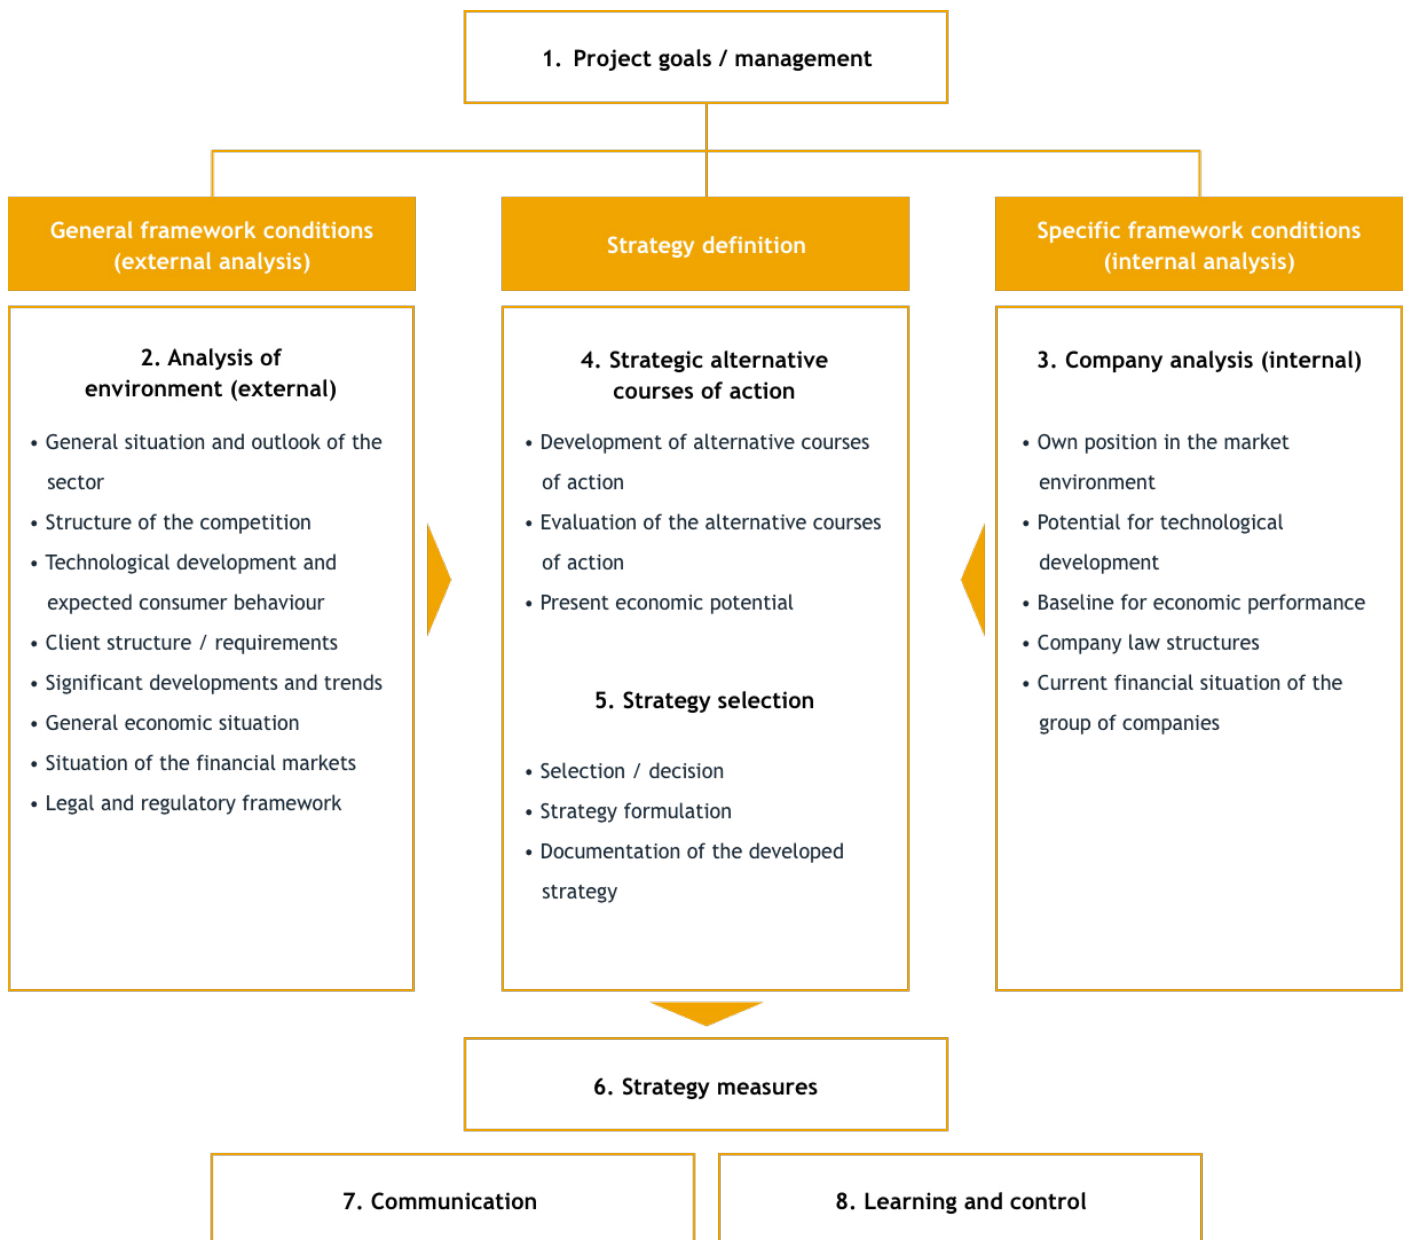 1. Project goals / management
General framework conditions
(external analysis)
2. Analysis of
environment (external)
• General situation and outlook of the
sector
• Structure of the competition
• Technological development and
expected consumer behaviour
• Client structure / requirements
• Significant developments and trends
• General economic situation
• Situation of the financial markets
• Legal and regulatory framework
Strategy definition
4. Strategic alternative
courses of action
• Development of alternative courses
of action
• Evaluation of the alternative courses
of action
• Present economic potential
5. Strategy selection
• Selection / decision
• Strategy formulation
• Documentation of the developed
strategy
Specific framework conditions
(internal analysis)
3. Company analysis (internal)
• Own position in the market
environment
• Potential for technological
development
• Baseline for economic performance
• Company law structures
• Current financial situation of the
group of companies
6. Strategy measures
7. Communication
8. Learning and control